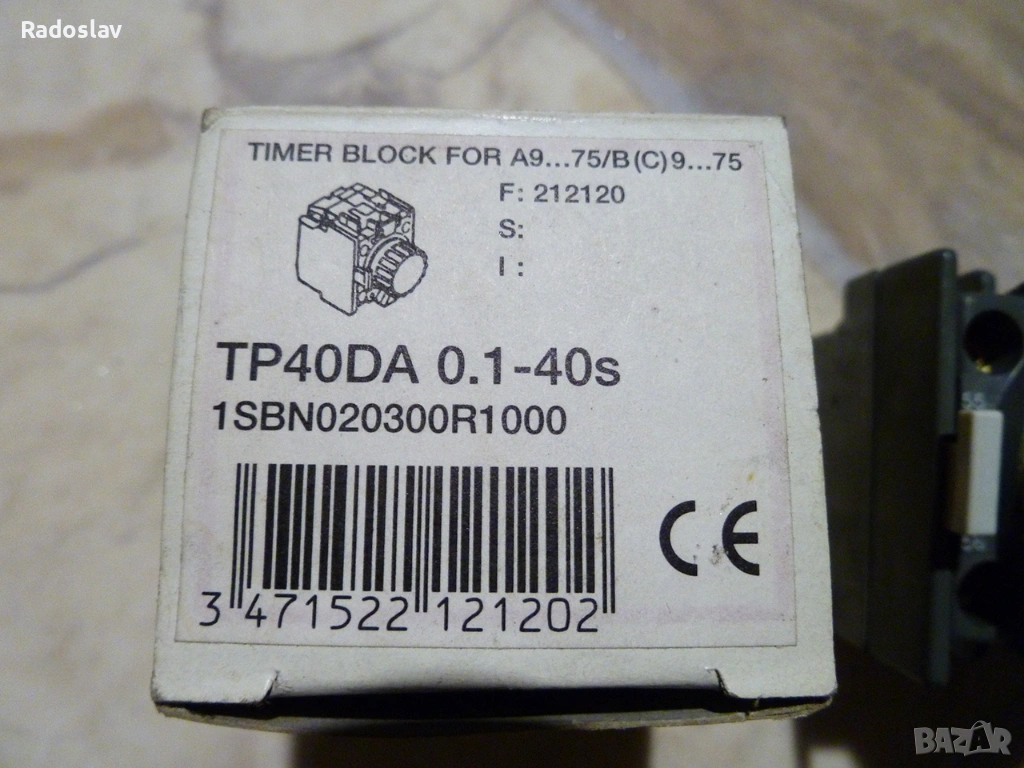 Radoslav
TIMER BLOCK FOR A9...75/B(C)9...75
F: 212120
S:
I :
TP40DA 0.1-40s
1SBN020300R1000
CE
3 471522 121202
55
BAZAR